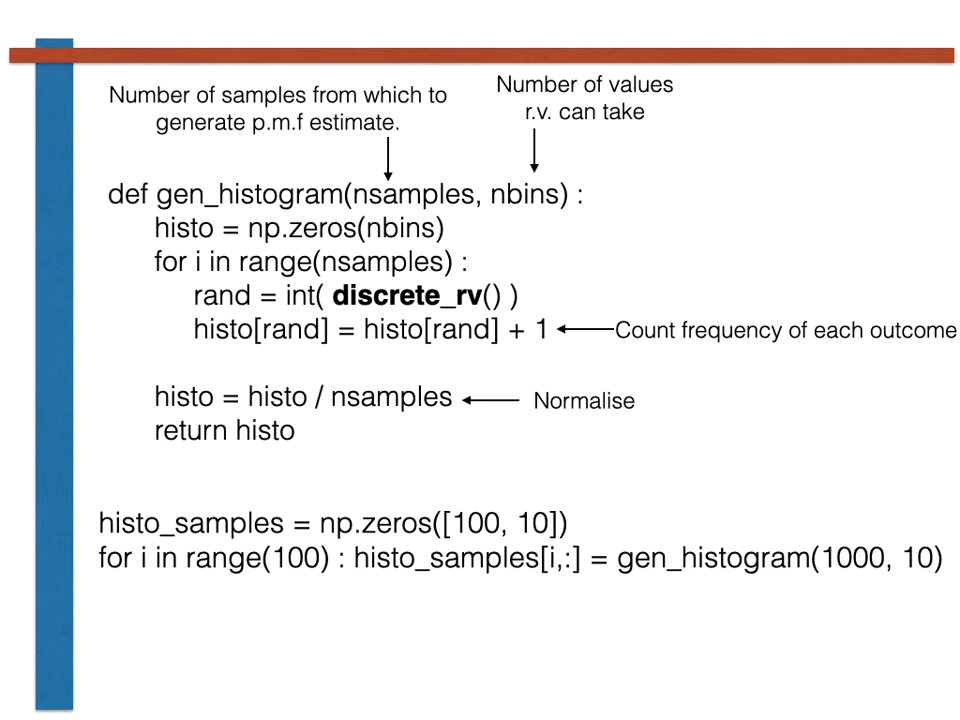 Number of samples from which to
generate p.m.f estimate.
Number of values
r.v. can take
def gen_histogram(nsamples, nbins) :
histo = np.zeros(nbins)
for i in range(nsamples) :
rand = int( discrete_rv() )
histo[rand] = histo[rand] + 1
Count frequency of each outcome
histo = histo / nsamples
Normalise
return histo
histo_samples = np.zeros([100, 10])
for i in range(100) : histo_samples[i,:] = gen_histogram(1000, 10)